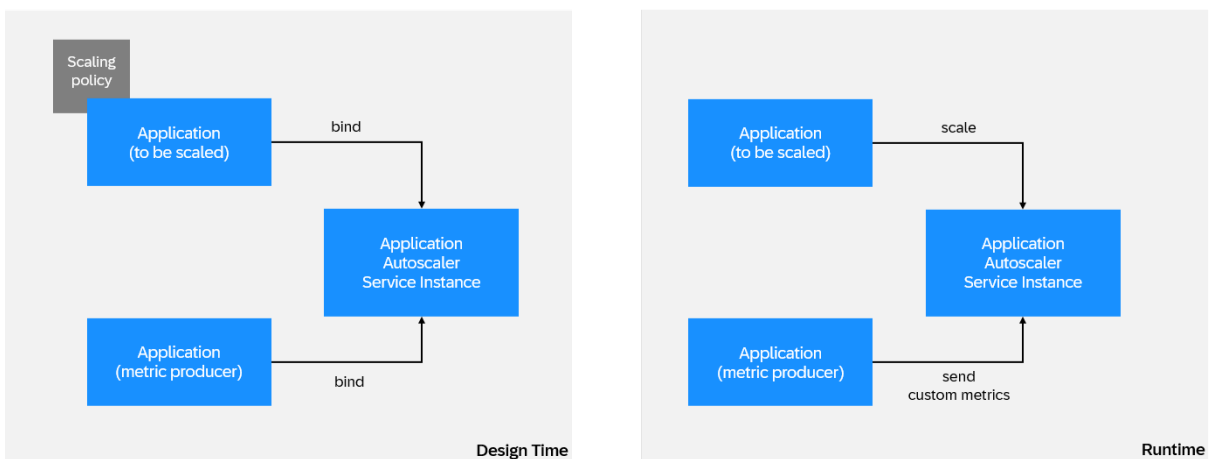 Scaling
policy
Application
(to be scaled)
bind
Application
Autoscaler
Service Instance
Application
(metric producer)
bind
Design Time
Application
(to be scaled)
scale
Application
Autoscaler
Service Instance
Application
(metric producer)
send
custom metrics
Runtime